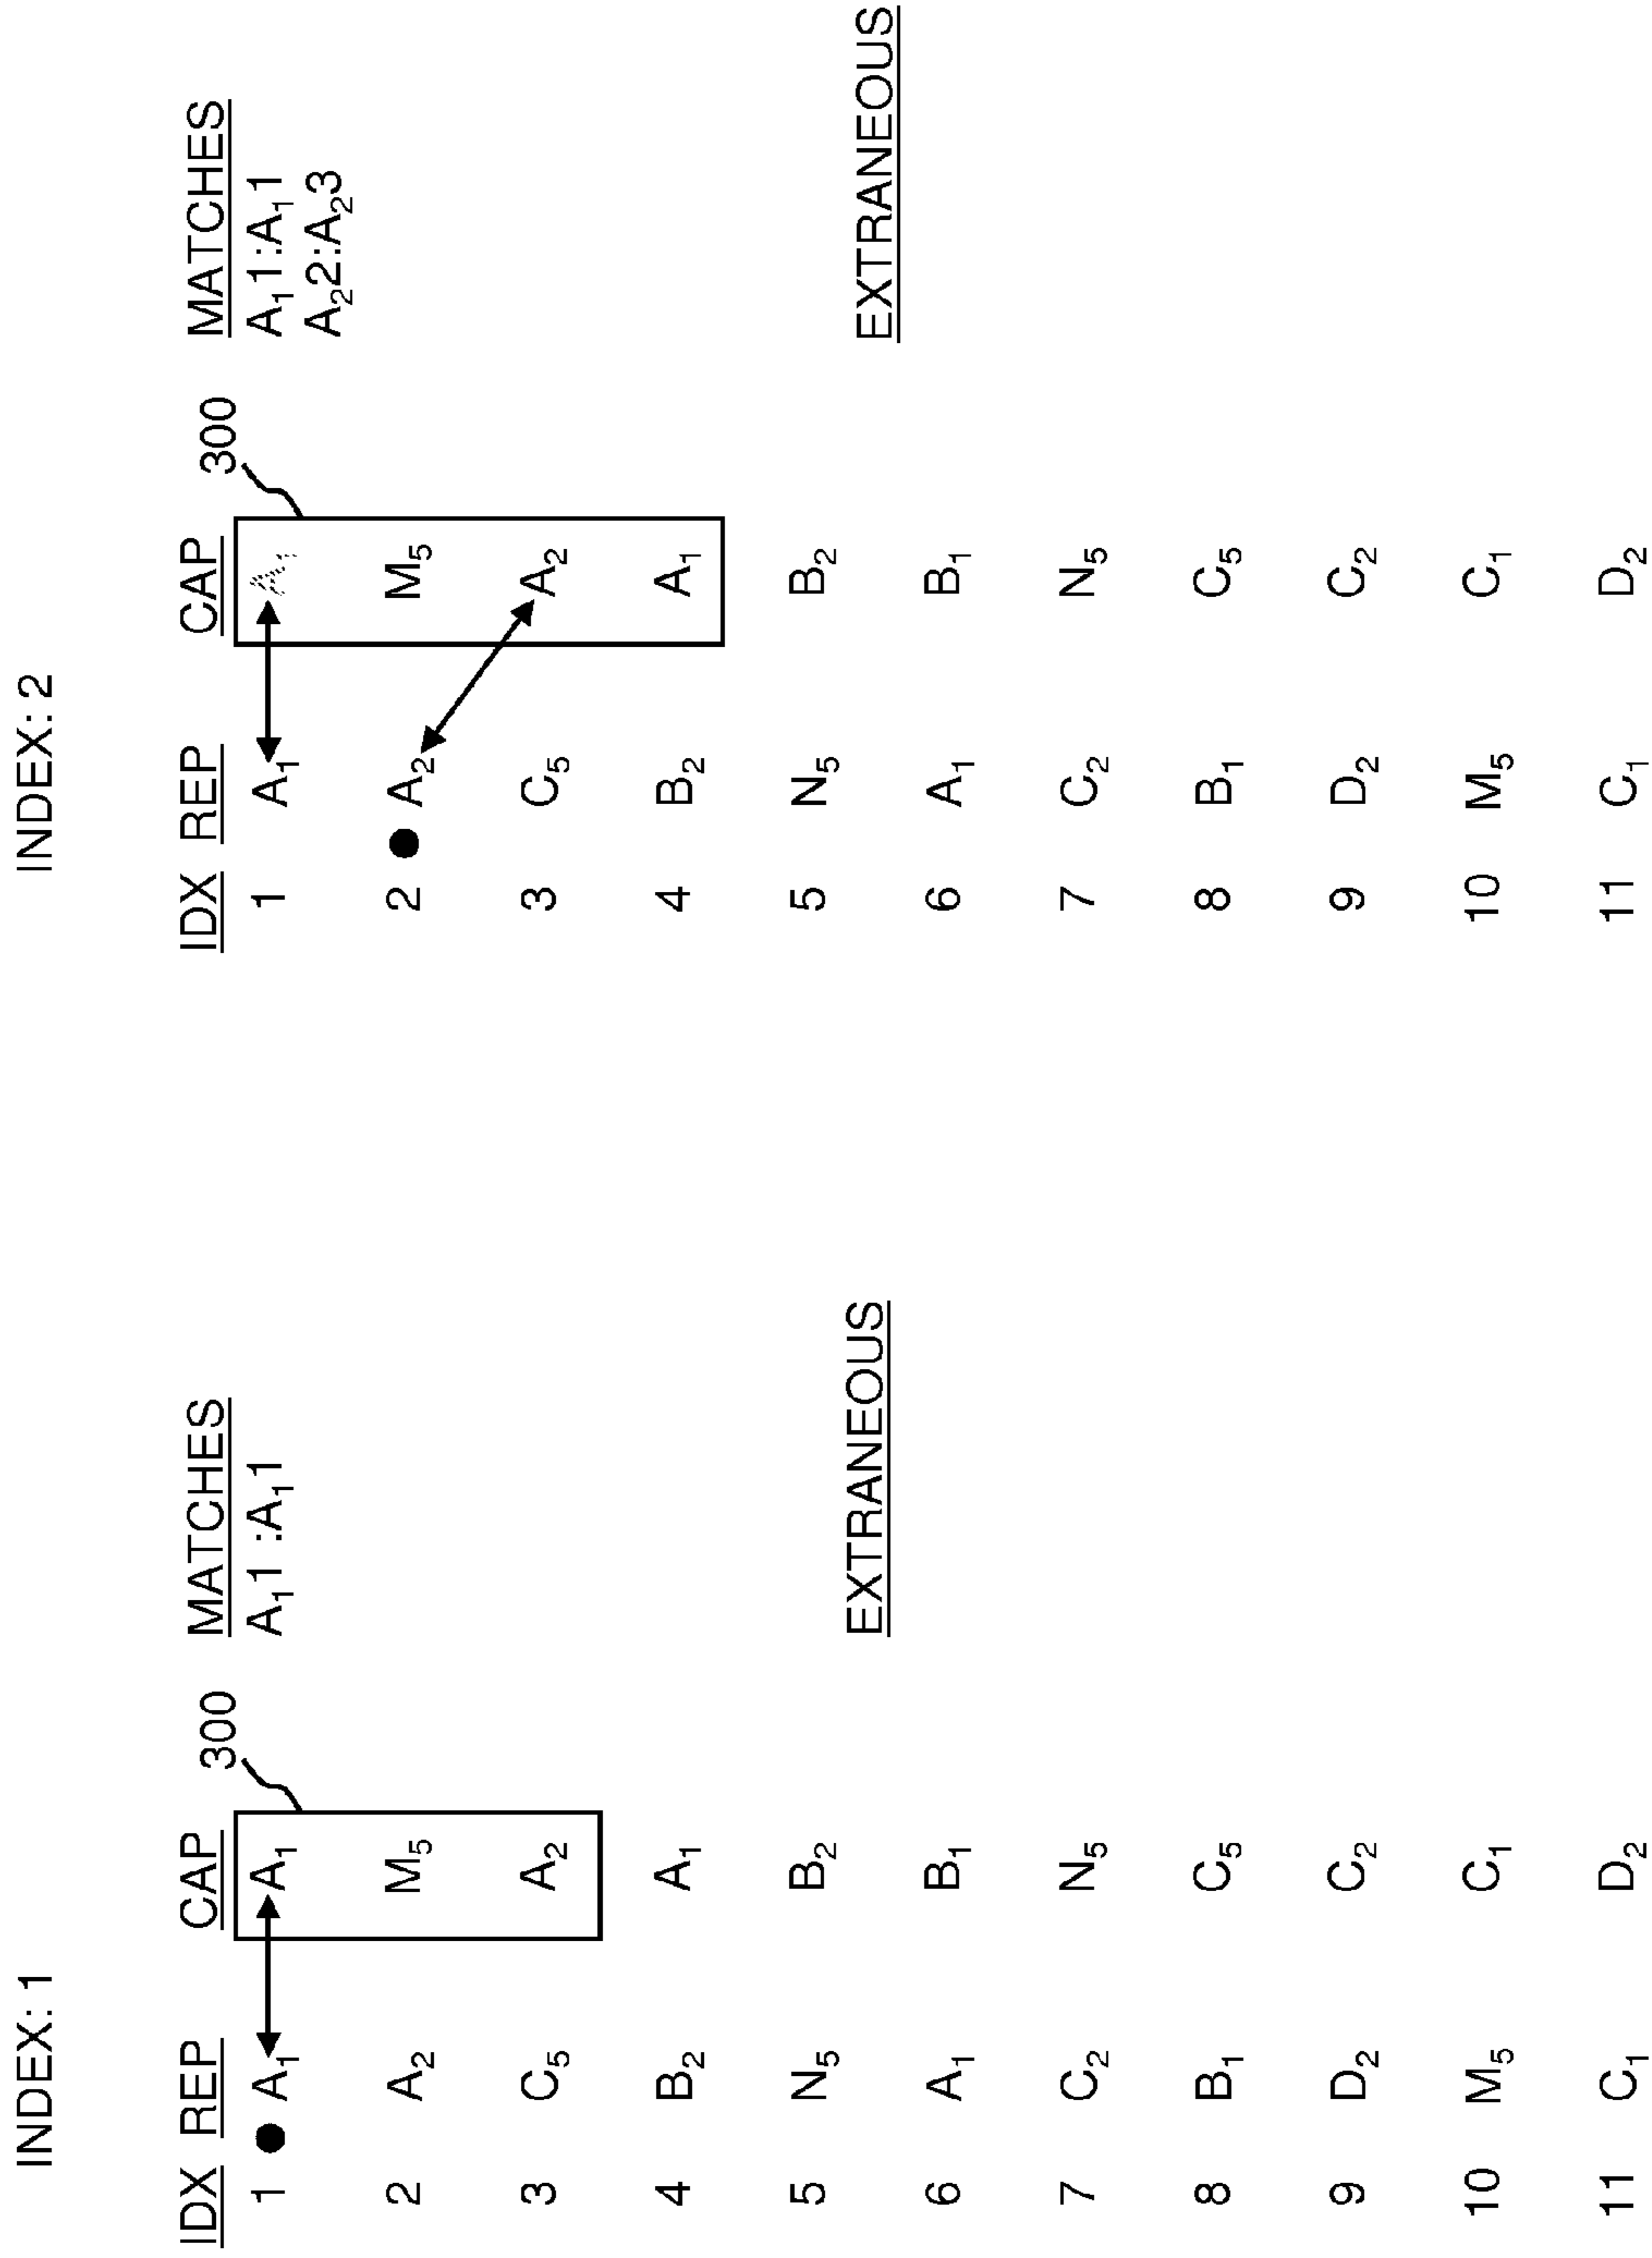 INDEX: 1
300
IDX REP CAP MATCHES
1 A₁ A₁ A₁1 :A₁1
2 A₂ M₅
3 C₅ A₂
4 B₂ A₁
5 N₅ B₂
EXTRANEOUS
6 A₁ B₁
7 C₂ N₅
8 B₁ C₅
9 D₂ C₂
10 M₅ C₁
11 C₁ D₂
INDEX: 2
300
IDX REP CAP MATCHES
1 A₁ A₁ A₁1:A₁1
A₂2:A₂3
2 A₂ M₅
3 C₅ A₂
4 B₂ A₁
5 N₅ B₂
EXTRANEOUS
6 A₁ B₁
7 C₂ N₅
8 B₁ C₅
9 D₂ C₂
10 M₅ C₁
11 C₁ D₂